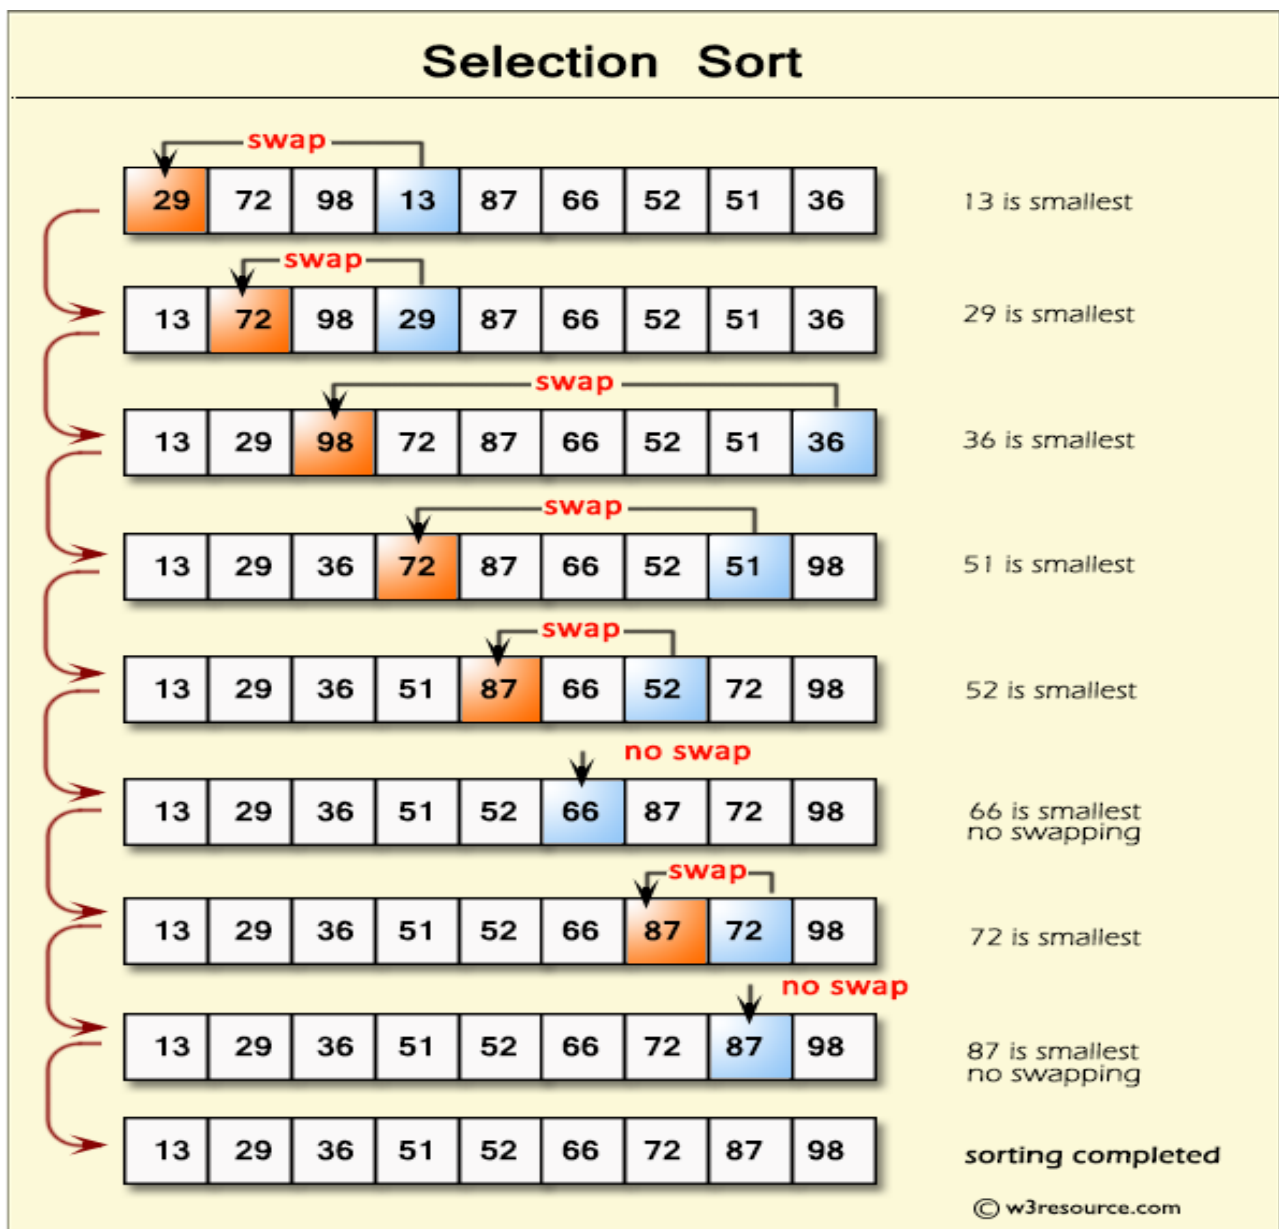 Selection Sort
swap
29 72 98 13 87 66 52 51 36
13 is smallest
swap
13 72 98 29 87 66 52 51 36
29 is smallest
swap
13 29 98 72 87 66 52 51 36
36 is smallest
swap
13 29 36 72 87 66 52 51 98
51 is smallest
swap
13 29 36 51 87 66 52 72 98
52 is smallest
no swap
13 29 36 51 52 66 87 72 98
66 is smallest
no swapping
swap
13 29 36 51 52 66 87 72 98
72 is smallest
no swap
13 29 36 51 52 66 72 87 98
87 is smallest
no swapping
13 29 36 51 52 66 72 87 98
sorting completed
© w3resource.com